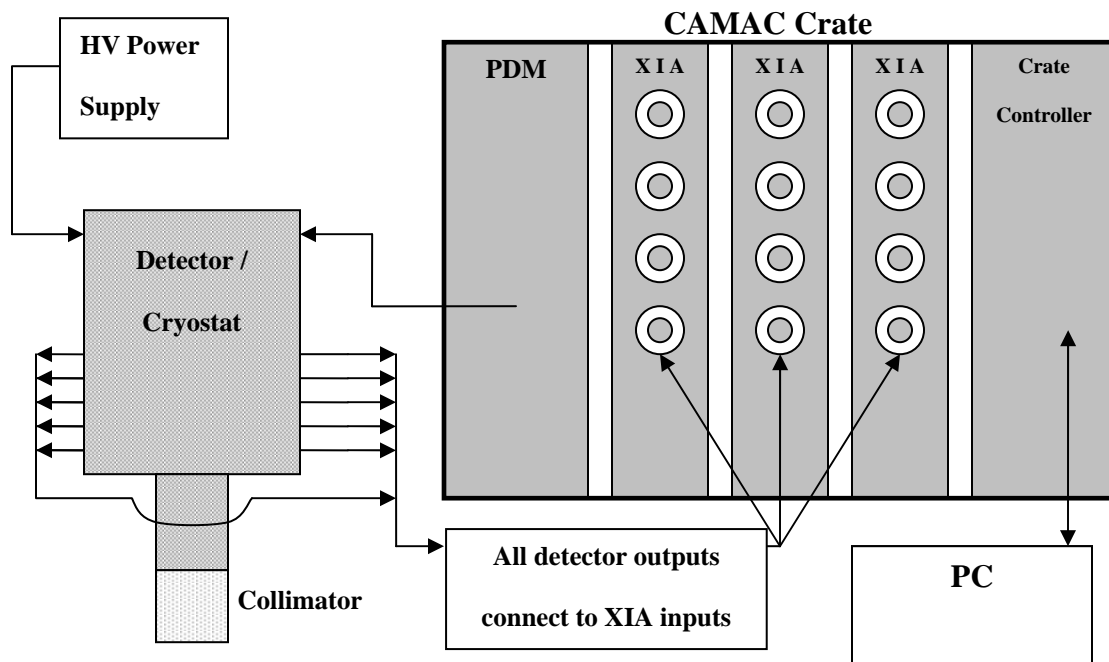 CAMAC Crate
HV Power
Supply
PDM
X I A
X I A
X I A
Crate
Controller
Detector /
Cryostat
All detector outputs
connect to XIA inputs
PC
Collimator